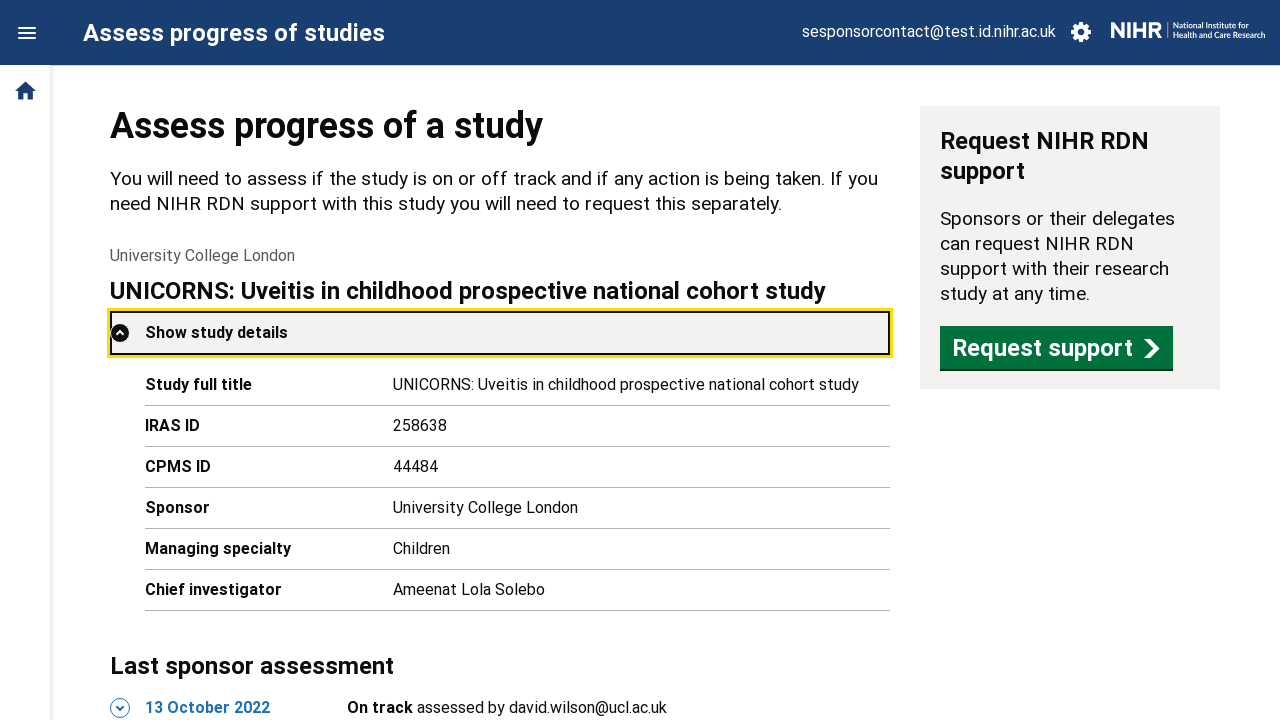 Assess progress of studies
sesponsorcontact@test.id.nihr.ac.uk
NIHR
National Institute for
Health and Care Research
Assess progress of a study
You will need to assess if the study is on or off track and if any action is being taken. If you
need NIHR RDN support with this study you will need to request this separately.
University College London
UNICORNS: Uveitis in childhood prospective national cohort study
Show study details
Study full title UNICORNS: Uveitis in childhood prospective national cohort study
IRAS ID 258638
CPMS ID 44484
Sponsor University College London
Managing specialty Children
Chief investigator Ameenat Lola Solebo
Last sponsor assessment
13 October 2022 On track assessed by david.wilson@ucl.ac.uk
Request NIHR RDN
support
Sponsors or their delegates
can request NIHR RDN
support with their research
study at any time.
Request support